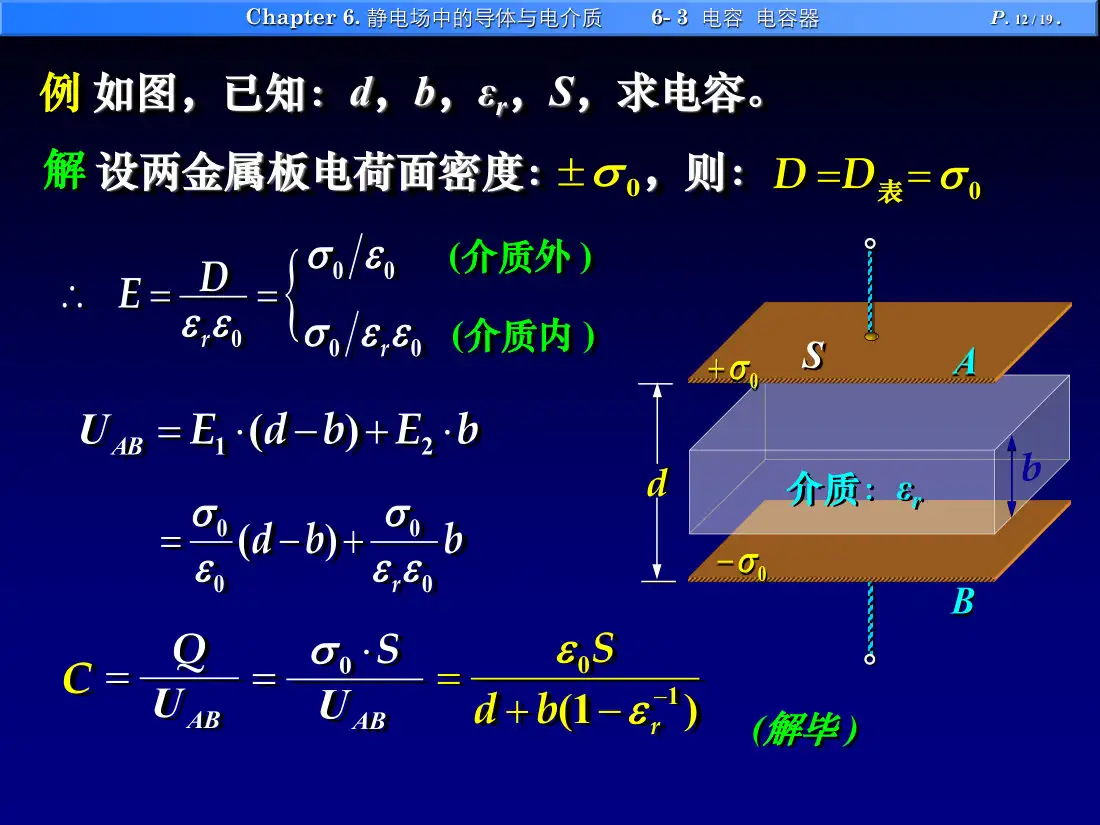 Chapter 6. 静电场中的导体与电介质 6- 3 电容 电容器 P. 12 / 19 .
例 如图，已知：d，b，εr，S，求电容。
解 设两金属板电荷面密度：±σ0，则：D =D表= σ0
∴ E = D / εrε0 = { σ0/ε0 (介质外)
σ0/εrε0 (介质内)
UAB = E1·(d−b)+E2·b
= σ0/ε0 (d−b)+ σ0/εrε0 b
C = Q/UAB = σ0·S/UAB = ε0S/d+b(1−εr⁻¹)
(解毕)
+σ0 S A
d
介质：εr b
−σ0
B